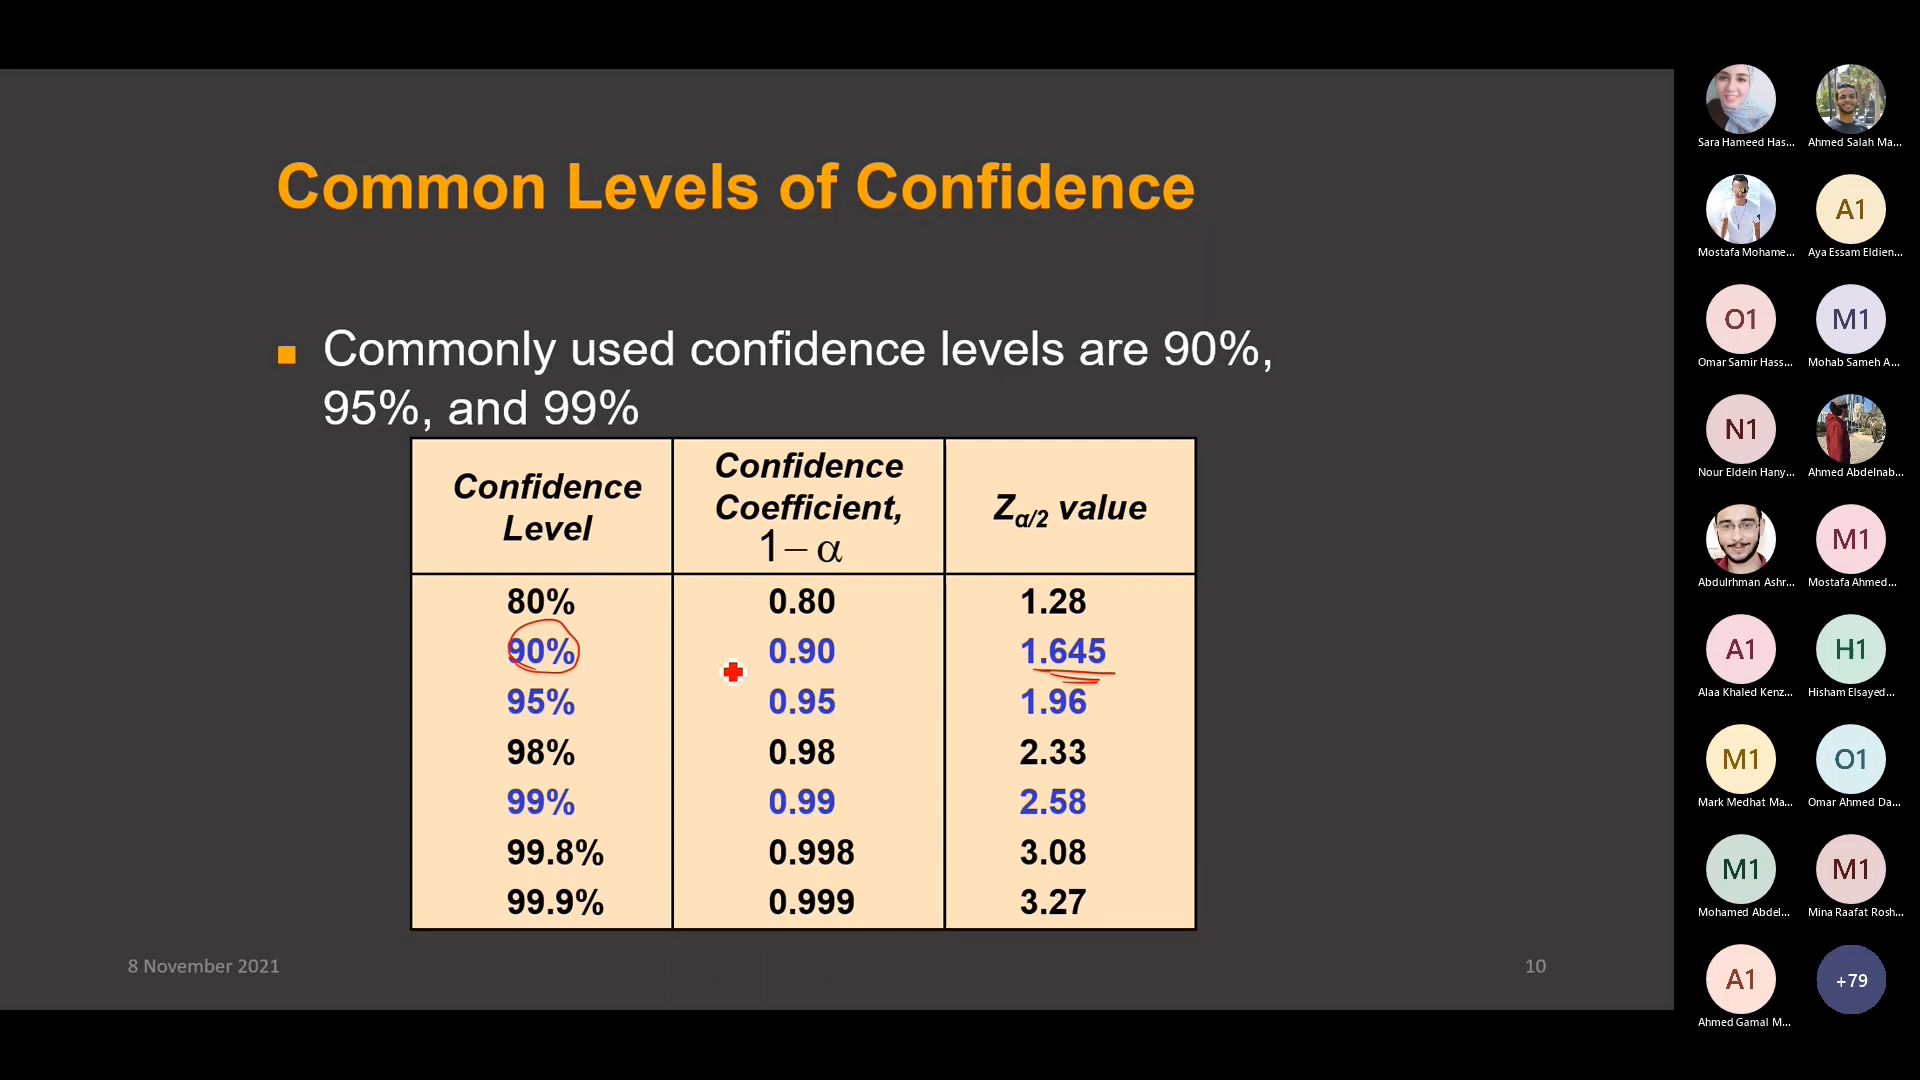 Common Levels of Confidence
Commonly used confidence levels are 90%,
95%, and 99%
Confidence Level
Confidence Coefficient, 1 – α
Zα/2 value
80% 0.80 1.28
90% 0.90 1.645
95% 0.95 1.96
98% 0.98 2.33
99% 0.99 2.58
99.8% 0.998 3.08
99.9% 0.999 3.27
8 November 2021
10
Sara Hameed Has...
Ahmed Salah Ma...
Mostafa Mohame...
A1
Aya Essam Eldien...
O1
Omar Samir Hass...
M1
Mohab Sameh A...
N1
Nour Eldein Hany...
Ahmed Abdelnab...
Abdulrhman Ashr...
M1
Mostafa Ahmed...
A1
Alaa Khaled Kenz...
H1
Hisham Elsayed...
M1
Mark Medhat Ma...
O1
Omar Ahmed Da...
M1
Mohamed Abdel...
M1
Mina Raafat Rosh...
A1
Ahmed Gamal M...
+79